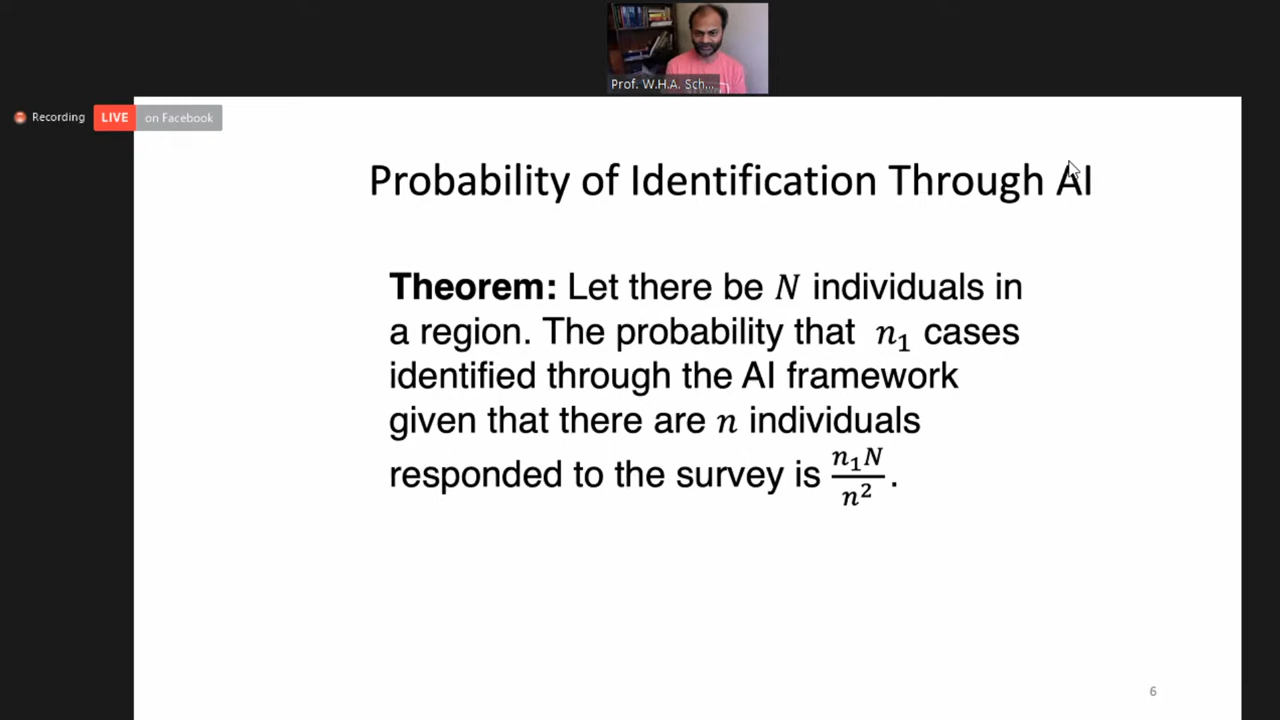 Prof. W.H.A. Sch...
Recording LIVE on Facebook
Probability of Identification Through AI
Theorem: Let there be N individuals in
a region. The probability that n₁ cases
identified through the AI framework
given that there are n individuals
responded to the survey is n₁N/n².
6